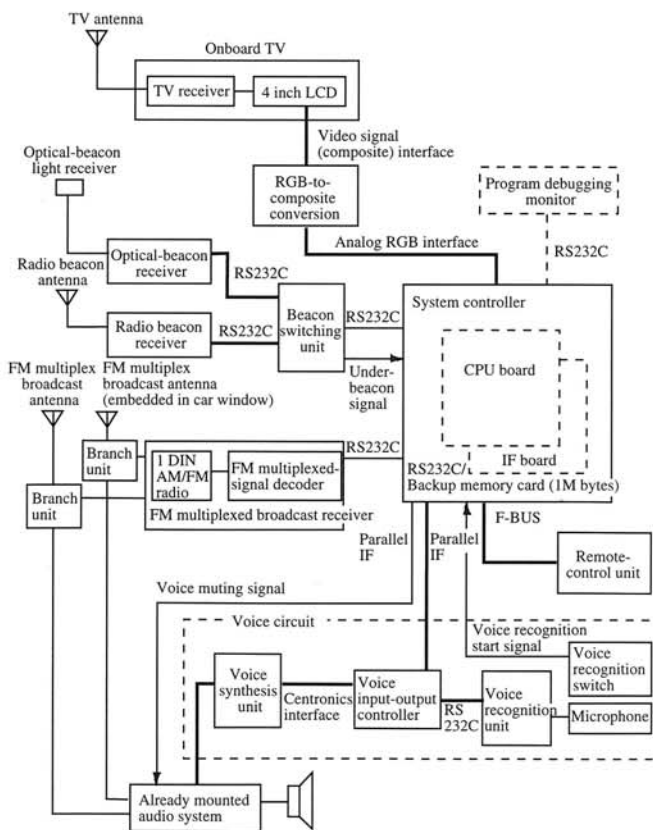 TV antenna
Onboard TV
TV receiver
4 inch LCD
Video signal
(composite) interface
Optical-beacon
light receiver
RGB-to-
composite
conversion
Program debugging
monitor
Analog RGB interface
RS232C
Optical-beacon
receiver
RS232C
Radio beacon
antenna
Radio beacon
receiver
RS232C
Beacon
switching
unit
RS232C
Under-
beacon
signal
System controller
CPU board
IF board
RS232C/
Backup memory card (1M bytes)
FM multiplex
broadcast
antenna
FM multiplex
broadcast antenna
(embedded in car window)
Branch
unit
Branch
unit
1 DIN
AM/FM
radio
FM multiplexed-
signal decoder
FM multiplexed broadcast receiver
RS232C
Parallel
IF
Parallel
IF
F-BUS
Remote-
control unit
Voice muting signal
Voice circuit
Voice recognition
start signal
Voice
recognition
switch
Voice
synthesis
unit
Centronics
interface
Voice
input-output
controller
RS
232C
Voice
recognition
unit
Microphone
Already mounted
audio system